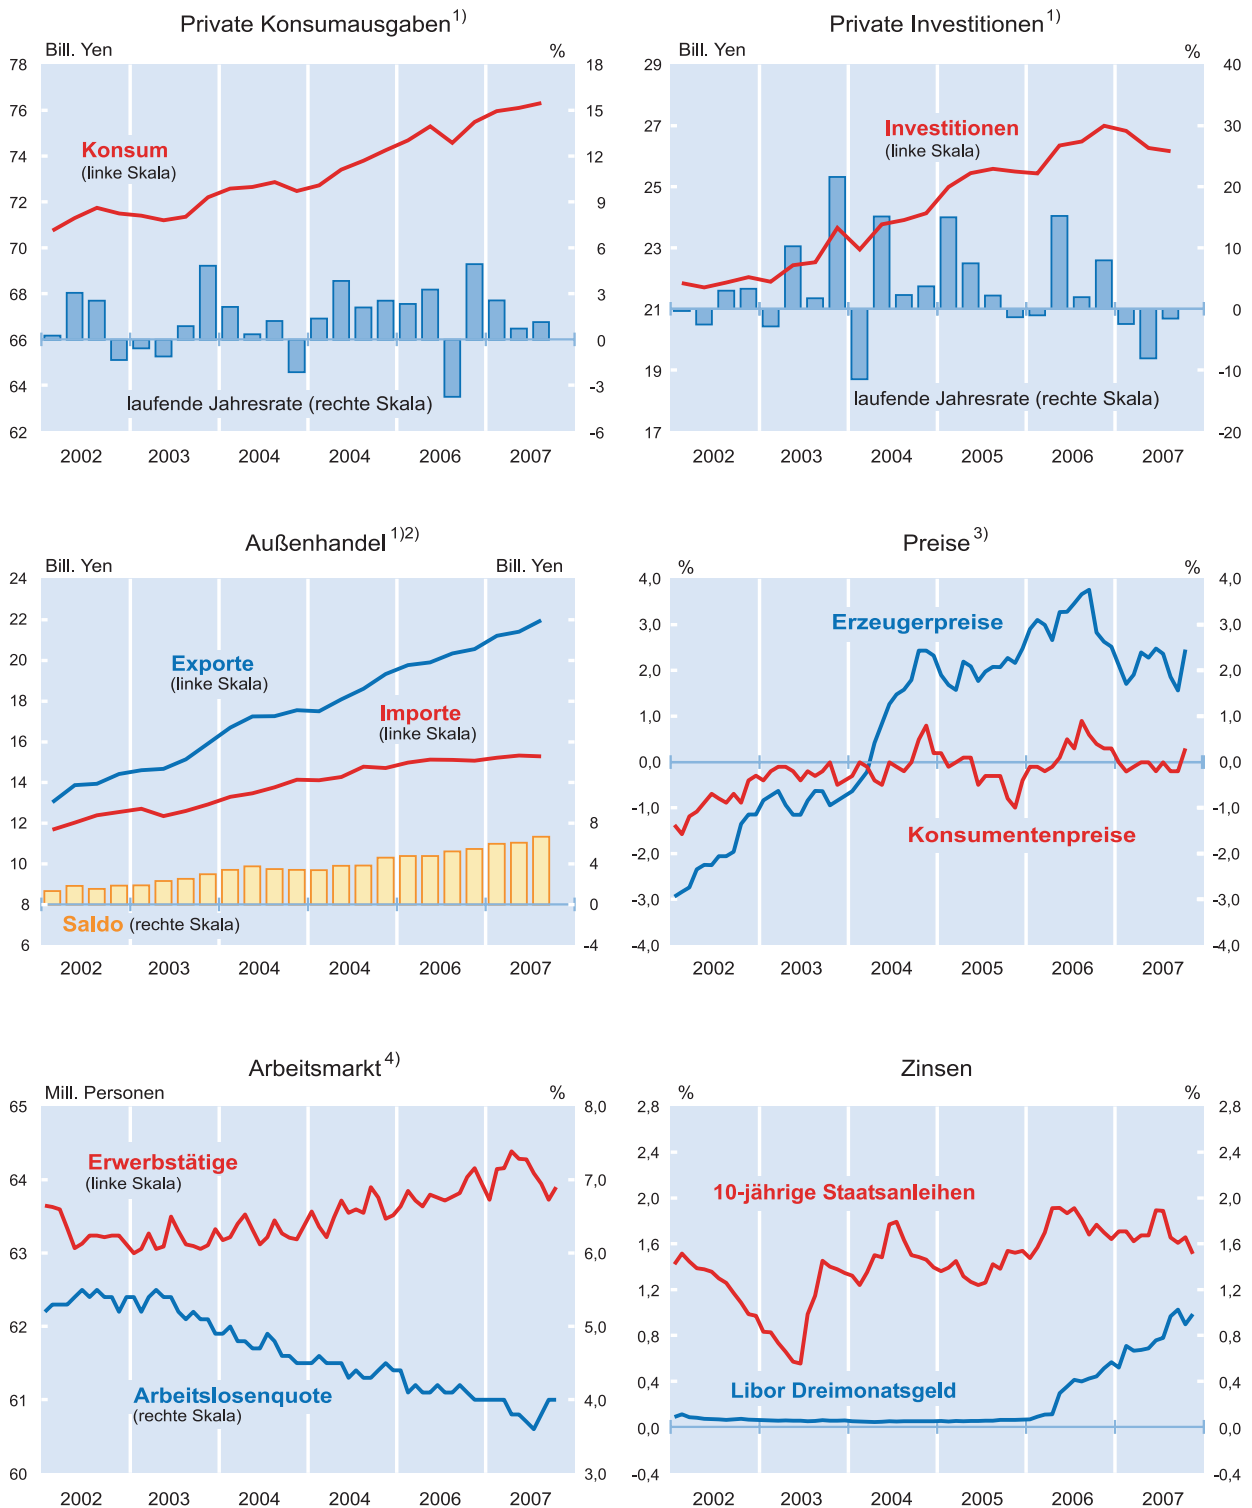 Private Konsumausgaben1)
Bill. Yen %
78 18
76 15
74 12
72 9
70 6
68 3
66 0
64 -3
62 -6
Konsum
(linke Skala)
laufende Jahresrate (rechte Skala)
2002 2003 2004 2004 2006 2007
Private Investitionen1)
Bill. Yen %
29 40
27 30
25 20
23 10
21 0
19 -10
17 -20
Investitionen
(linke Skala)
laufende Jahresrate (rechte Skala)
2002 2003 2004 2005 2006 2007
Außenhandel1)2)
Bill. Yen Bill. Yen
24
22
20
18
16
14
12 8
10 4
8 0
6 -4
Exporte
(linke Skala)
Importe
(linke Skala)
Saldo (rechte Skala)
2002 2003 2004 2004 2006 2007
Preise3)
% %
4,0 4,0
3,0 3,0
2,0 2,0
1,0 1,0
0,0 0,0
-1,0 -1,0
-2,0 -2,0
-3,0 -3,0
-4,0 -4,0
Erzeugerpreise
Konsumentenpreise
2002 2003 2004 2005 2006 2007
Arbeitsmarkt4)
Mill. Personen %
65 8,0
64 7,0
63 6,0
62 5,0
61 4,0
60 3,0
Erwerbstätige
(linke Skala)
Arbeitslosenquote
(rechte Skala)
2002 2003 2004 2004 2006 2007
Zinsen
% %
2,8 2,8
2,4 2,4
2,0 2,0
1,6 1,6
1,2 1,2
0,8 0,8
0,4 0,4
0,0 0,0
-0,4 -0,4
10-jährige Staatsanleihen
Libor Dreimonatsgeld
2002 2003 2004 2005 2006 2007